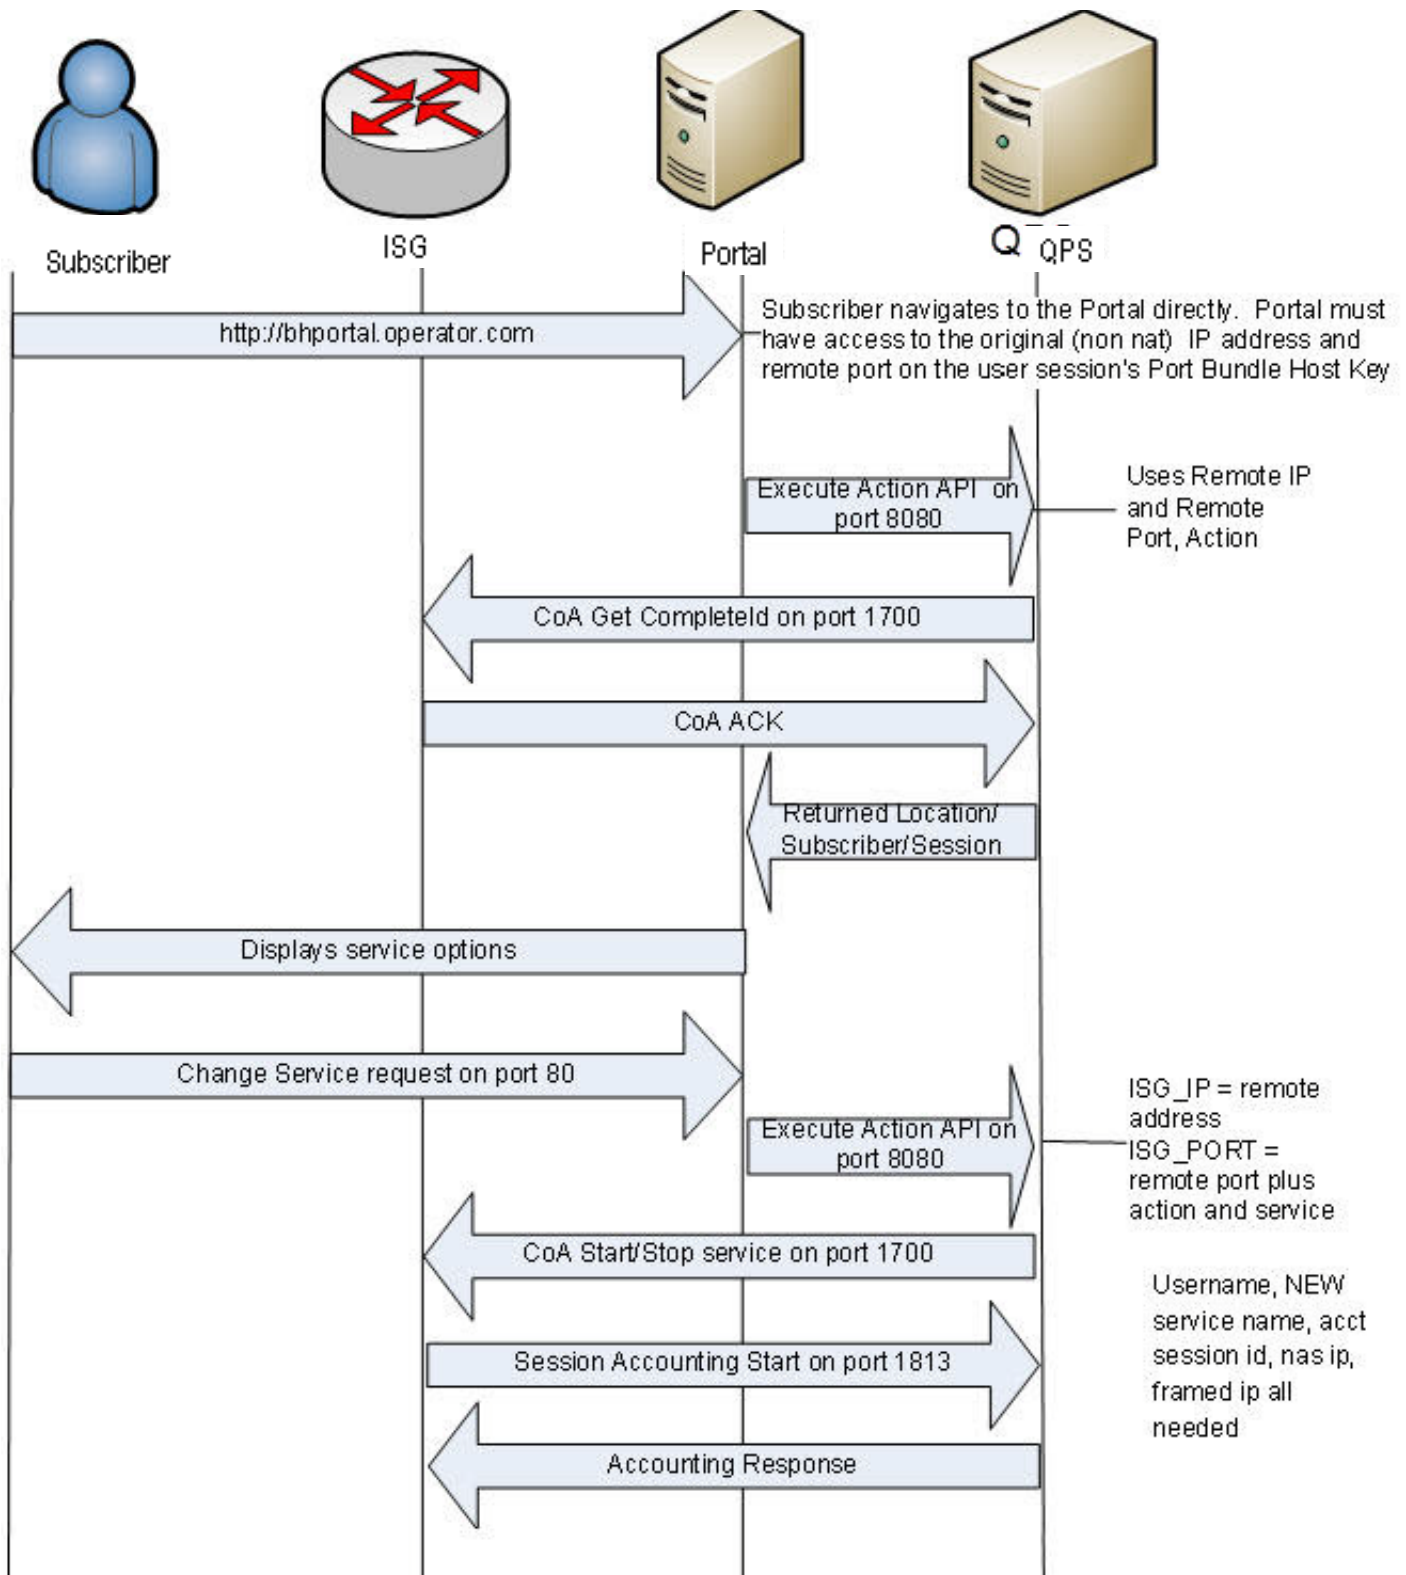 Subscriber
ISG
Portal
Q
QPS
http://bhportal.operator.com
Subscriber navigates to the Portal directly. Portal must
have access to the original (non nat) IP address and
remote port on the user session's Port Bundle Host Key
Execute Action API on
port 8080
Uses Remote IP
and Remote
Port, Action
CoA Get CompleteId on port 1700
CoA ACK
Returned Location/
Subscriber/Session
Displays service options
Change Service request on port 80
Execute Action API on
port 8080
ISG_IP = remote
address
ISG_PORT =
remote port plus
action and service
CoA Start/Stop service on port 1700
Username, NEW
service name, acct
session id, nas ip,
framed ip all
needed
Session Accounting Start on port 1813
Accounting Response